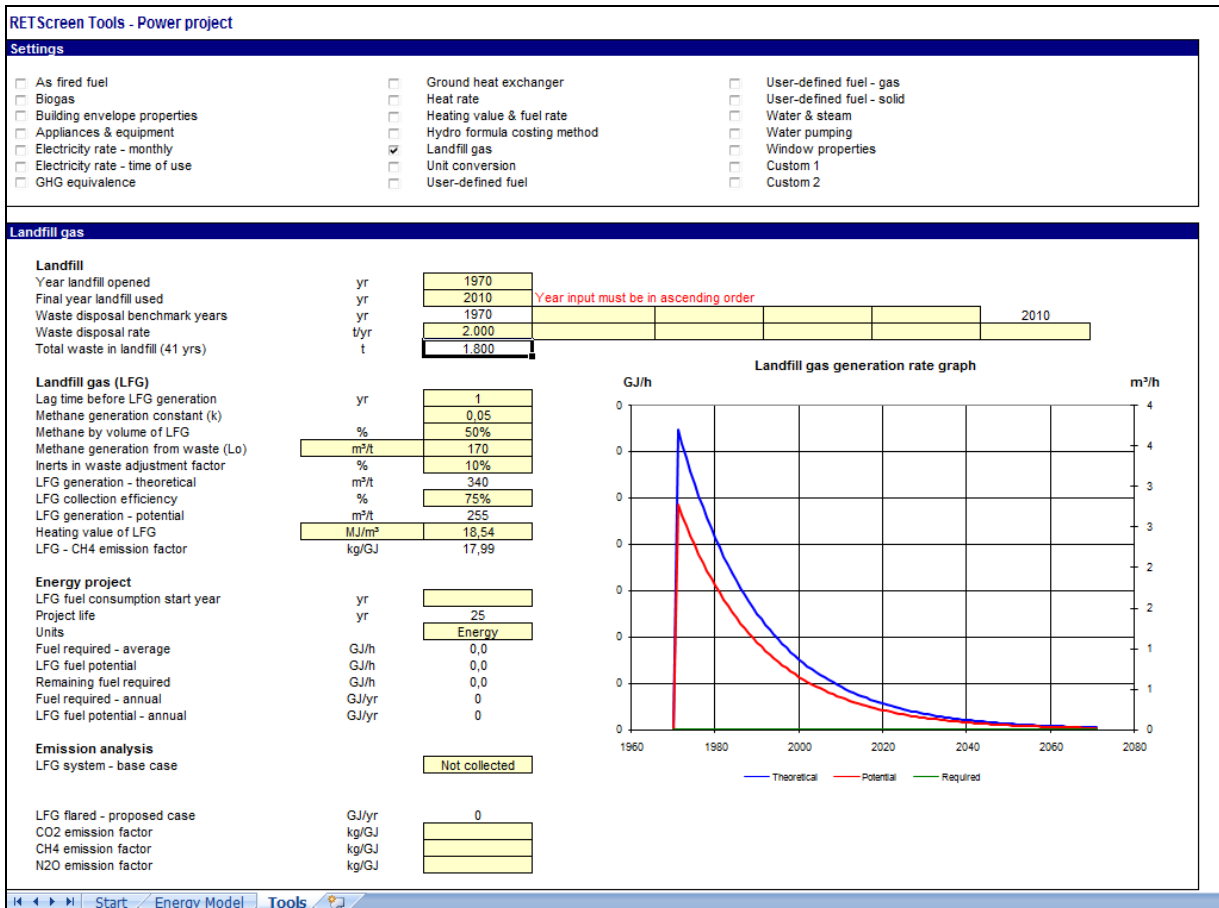 RETScreen Tools - Power project
Settings
As fired fuel Ground heat exchanger User-defined fuel - gas
Biogas Heat rate User-defined fuel - solid
Building envelope properties Heating value & fuel rate Water & steam
Appliances & equipment Hydro formula costing method Water pumping
Electricity rate - monthly Landfill gas Window properties
Electricity rate - time of use Unit conversion Custom 1
GHG equivalence User-defined fuel Custom 2
Landfill gas
Landfill
Year landfill opened yr 1970
Final year landfill used yr 2010 Year input must be in ascending order
Waste disposal benchmark years yr 1970 2010
Waste disposal rate t/yr 2.000
Total waste in landfill (41 yrs) t 1.800
Landfill gas (LFG)
Lag time before LFG generation yr 1
Methane generation constant (k) 0,05
Methane by volume of LFG % 50%
Methane generation from waste (Lo) m³/t 170
Inerts in waste adjustment factor % 10%
LFG generation - theoretical m³/t 340
LFG collection efficiency % 75%
LFG generation - potential m³/t 255
Heating value of LFG MJ/m³ 18,54
LFG - CH4 emission factor kg/GJ 17,99
Energy project
LFG fuel consumption start year yr
Project life yr 25
Units Energy
Fuel required - average GJ/h 0,0
LFG fuel potential GJ/h 0,0
Remaining fuel required GJ/h 0,0
Fuel required - annual GJ/yr 0
LFG fuel potential - annual GJ/yr 0
Emission analysis
LFG system - base case Not collected
LFG flared - proposed case GJ/yr 0
CO2 emission factor kg/GJ
CH4 emission factor kg/GJ
N2O emission factor kg/GJ
Landfill gas generation rate graph
GJ/h m³/h
0 4
0 4
0 3
0 3
0 2
0 2
0 1
0 1
0 0
1960 1980 2000 2020 2040 2060 2080
Theoretical Potential Required
Start Energy Model Tools